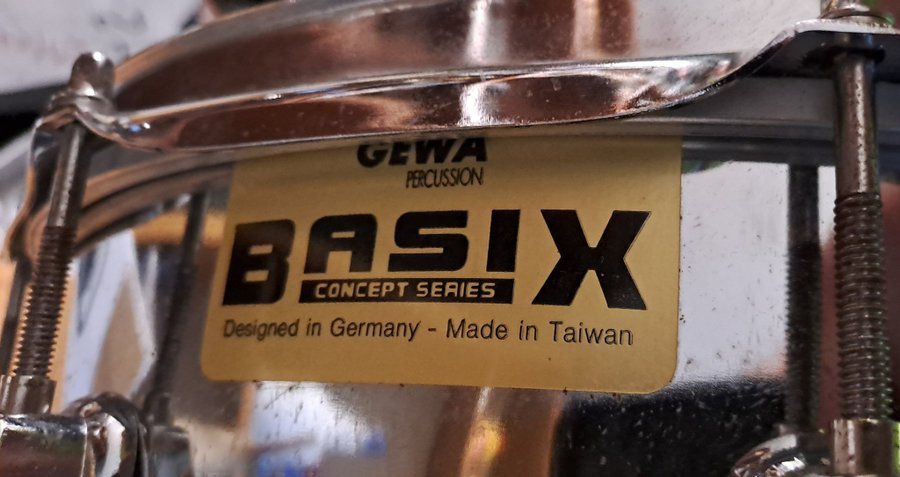 GEWA
PERCUSSION
BASIX
CONCEPT SERIES
Designed in Germany - Made in Taiwan